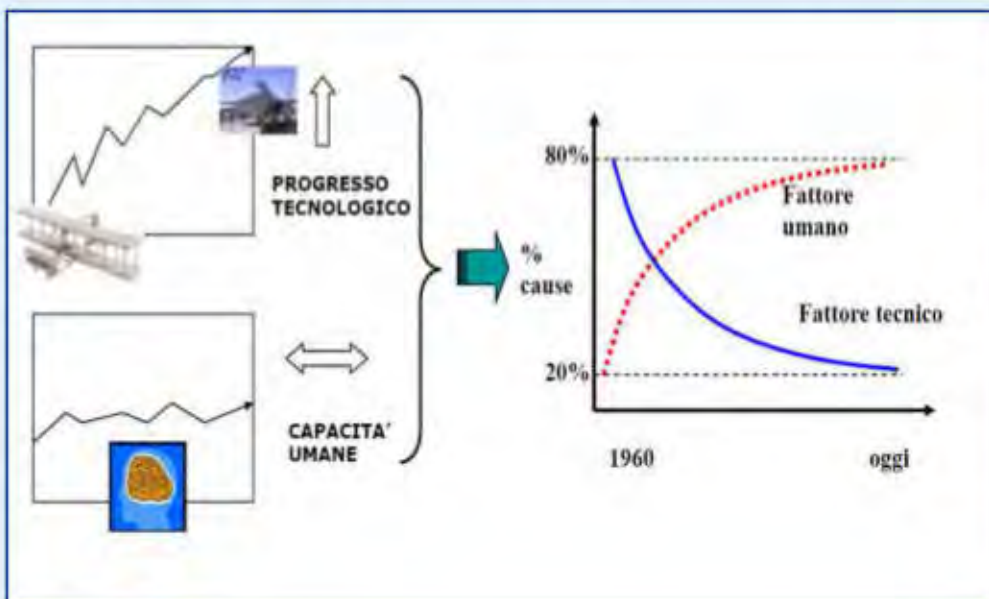 PROGRESSO
TECNOLOGICO
CAPACITA'
UMANE
%
cause
80%
20%
Fattore
umano
Fattore tecnico
1960
oggi